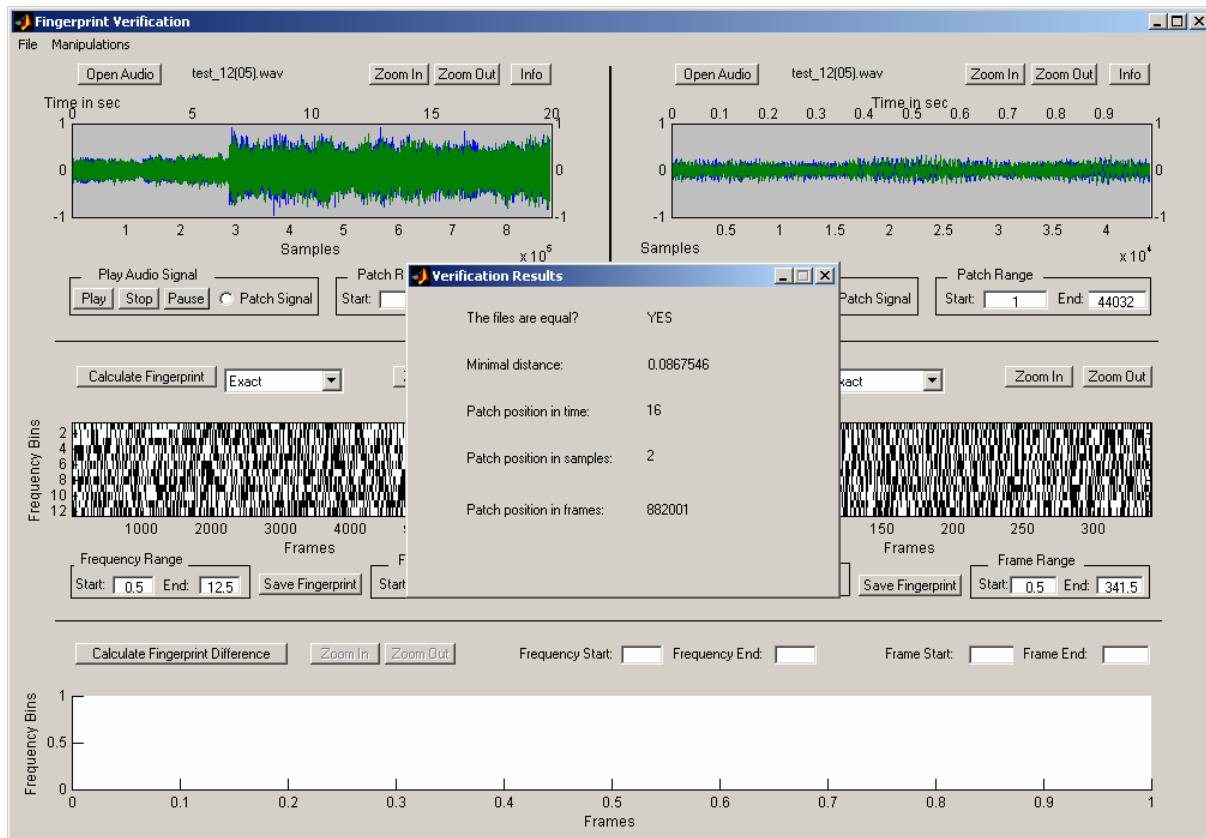 Fingerprint Verification
File Manipulations
Open Audio test_12(05).wav Zoom In Zoom Out Info
Open Audio test_12(05).wav Zoom In Zoom Out Info
Time in sec
0 5 10 15 20
1 1
0 0
-1 -1
1 2 3 4 5 6 7 8
Samples x 10^5
Time in sec
0 0.1 0.2 0.3 0.4 0.5 0.6 0.7 0.8 0.9
1 1
0 0
-1 -1
0.5 1 1.5 2 2.5 3 3.5 4
Samples x 10^4
Play Audio Signal
Play Stop Pause Patch Signal
Patch R
Start:
Patch Signal
Patch Range
Start: 1 End: 44032
Verification Results
The files are equal? YES
Minimal distance: 0.0867546
Patch position in time: 16
Patch position in samples: 2
Patch position in frames: 882001
Calculate Fingerprint Exact
xact Zoom In Zoom Out
Frequency Bins
2
4
6
8
10
12
1000 2000 3000 4000
Frames
150 200 250 300
Frames
Frequency Range
Start: 0.5 End: 12.5 Save Fingerprint
F
Start:
Save Fingerprint
Frame Range
Start: 0.5 End: 341.5
Calculate Fingerprint Difference Zoom In Zoom Out Frequency Start: Frequency End: Frame Start: Frame End:
Frequency Bins
1
0.5
0
0 0.1 0.2 0.3 0.4 0.5 0.6 0.7 0.8 0.9 1
Frames